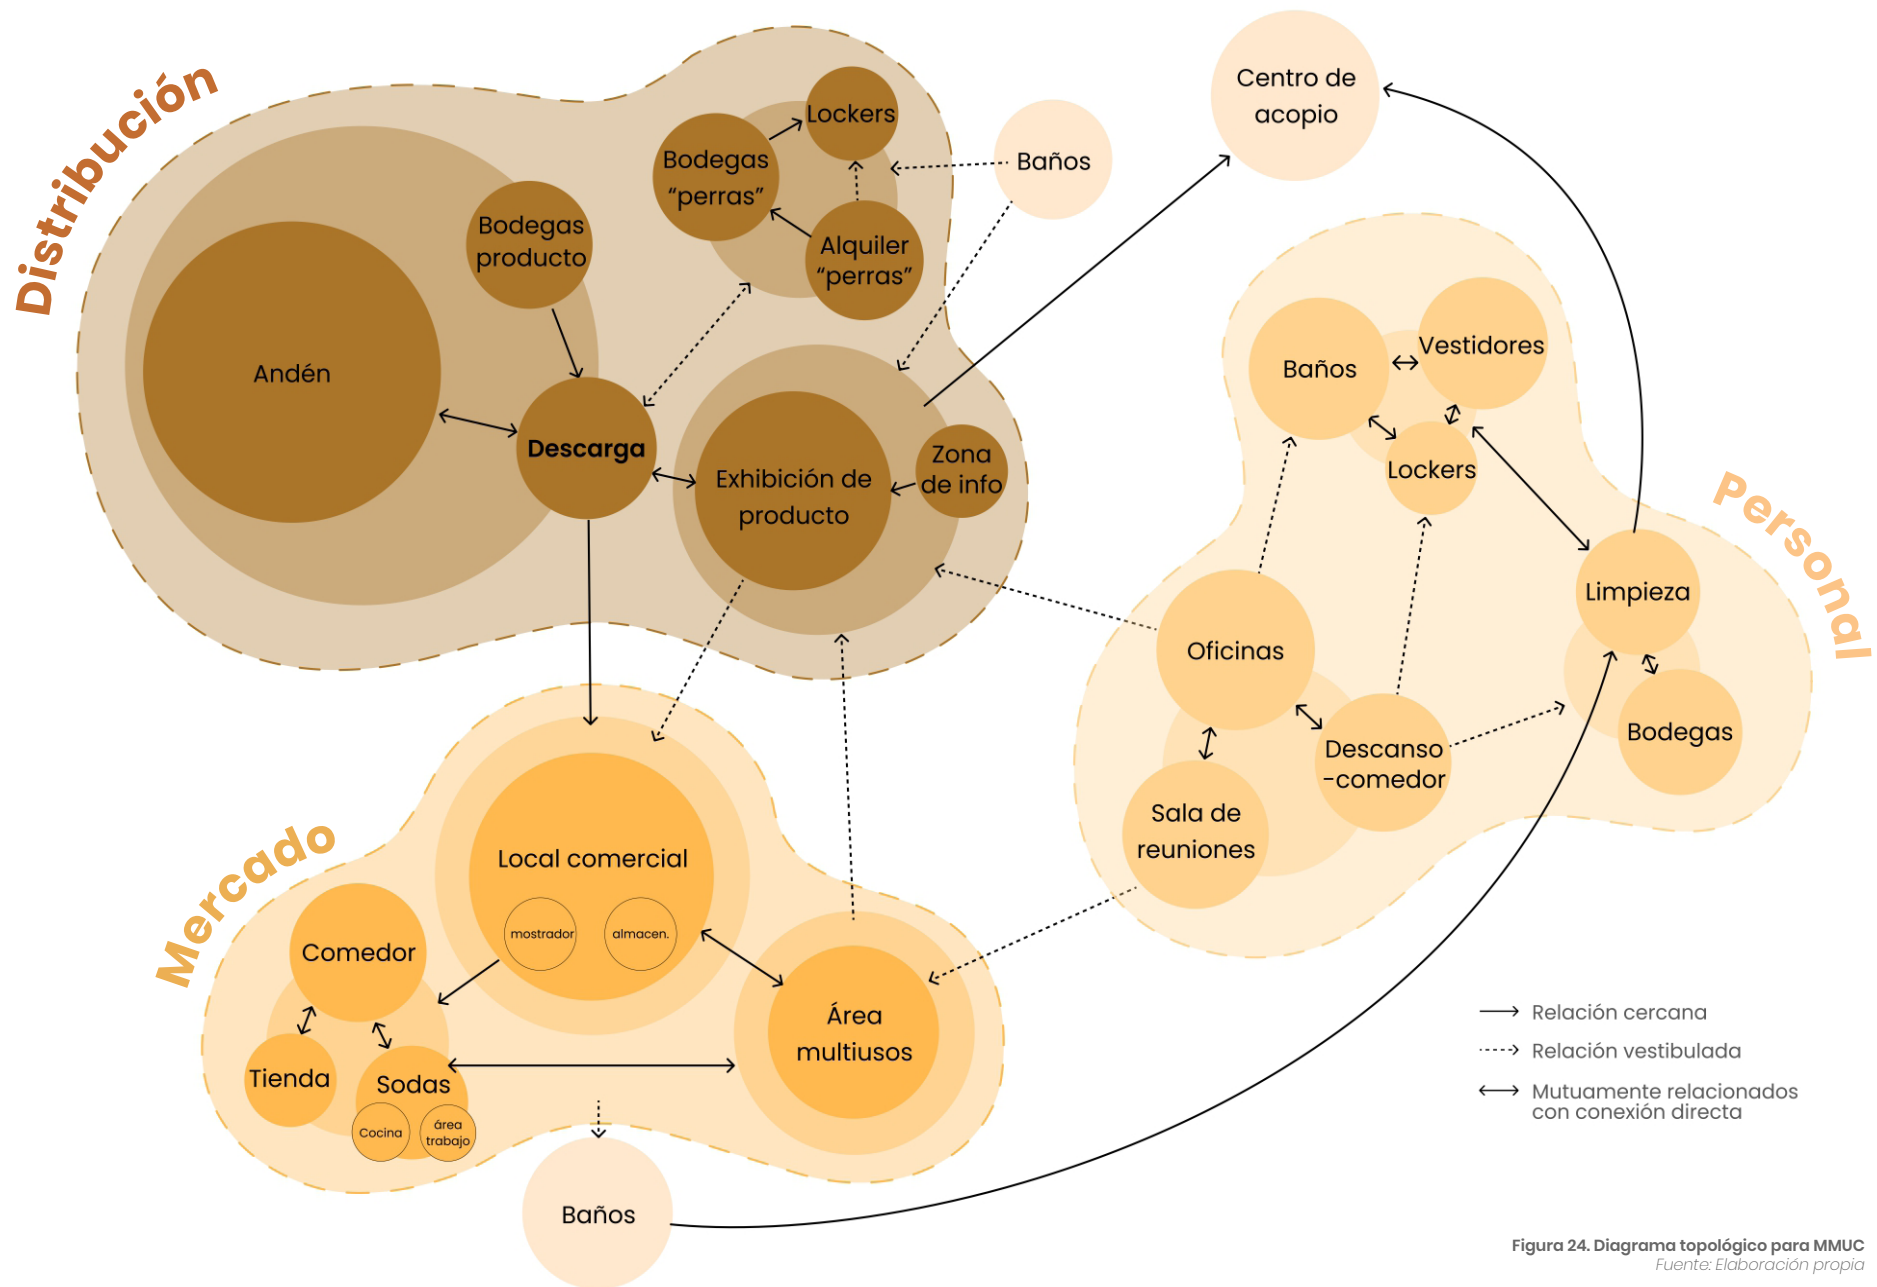 Distribución
Lockers
Bodegas
“perras”
Alquiler
“perras”
Bodegas
producto
Andén
Descarga
Exhibición de
producto
Zona
de info
Baños
Centro de
acopio
Personal
Baños
Vestidores
Lockers
Limpieza
Bodegas
Oficinas
Descanso
-comedor
Sala de
reuniones
Mercado
Local comercial
mostrador
almacen.
Comedor
Tienda
Sodas
Cocina
área
trabajo
Área
multiusos
Baños
Relación cercana
Relación vestibulada
Mutuamente relacionados
con conexión directa
Figura 24. Diagrama topológico para MMUC
Fuente: Elaboración propia